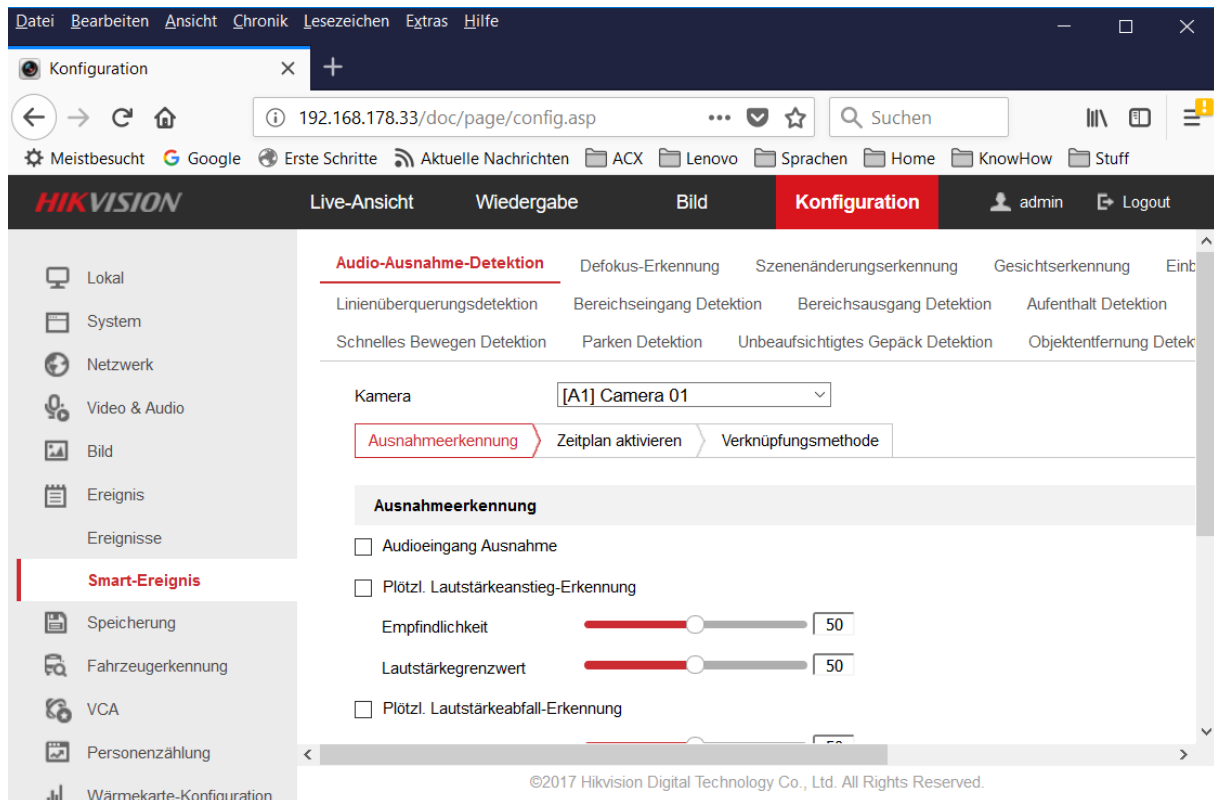 Datei Bearbeiten Ansicht Chronik Lesezeichen Extras Hilfe
Konfiguration
192.168.178.33/doc/page/config.asp
Suchen
Meistbesucht Google Erste Schritte Aktuelle Nachrichten ACX Lenovo Sprachen Home KnowHow Stuff
HIKVISION Live-Ansicht Wiedergabe Bild Konfiguration admin Logout
Lokal
System
Netzwerk
Video & Audio
Bild
Ereignis
Ereignisse
Smart-Ereignis
Speicherung
Fahrzeugerkennung
VCA
Personenzählung
Wärmekarte-Konfiguration
Audio-Ausnahme-Detektion Defokus-Erkennung Szenenänderungserkennung Gesichtserkennung Einb
Linienüberquerungsdetektion Bereichseingang Detektion Bereichsausgang Detektion Aufenthalt Detektion
Schnelles Bewegen Detektion Parken Detektion Unbeaufsichtigtes Gepäck Detektion Objektentfernung Detek
Kamera [A1] Camera 01
Ausnahmeerkennung Zeitplan aktivieren Verknüpfungsmethode
Ausnahmeerkennung
Audioeingang Ausnahme
Plötzl. Lautstärkeanstieg-Erkennung
Empfindlichkeit 50
Lautstärkegrenzwert 50
Plötzl. Lautstärkeabfall-Erkennung
©2017 Hikvision Digital Technology Co., Ltd. All Rights Reserved.